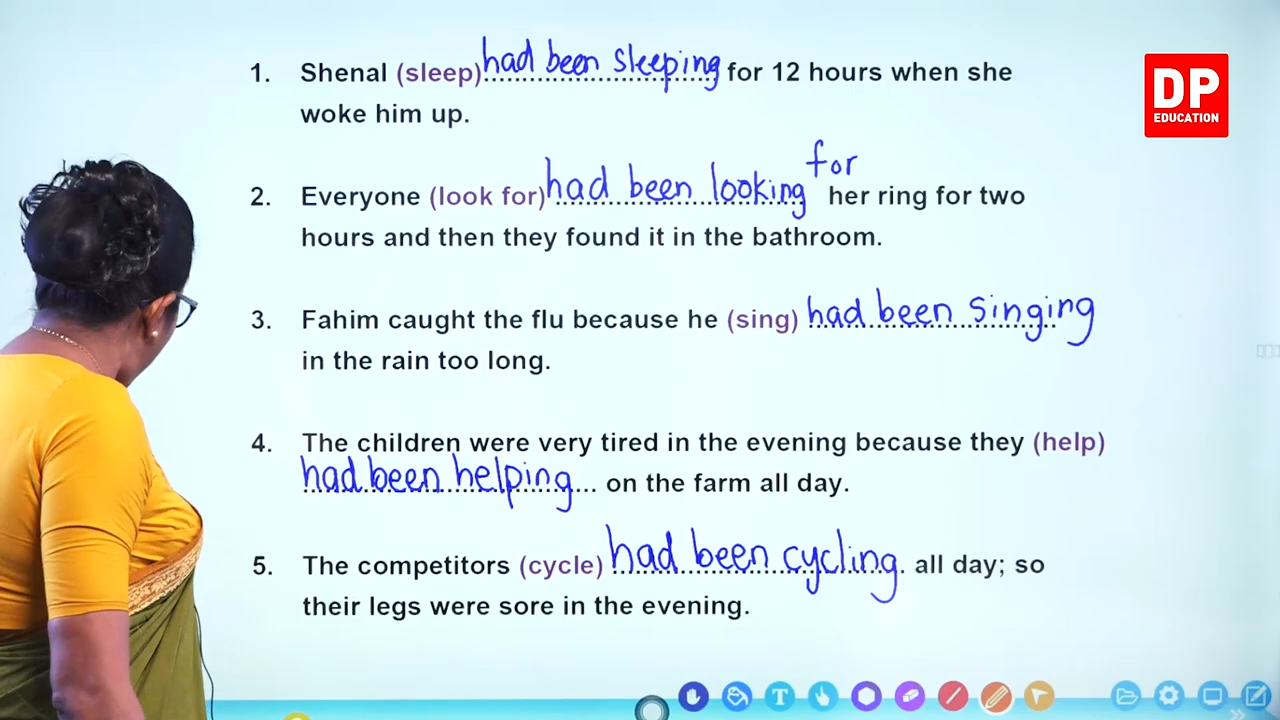 DP
EDUCATION
1. Shenal (sleep) had been sleeping for 12 hours when she
woke him up.
2. Everyone (look for) had been looking for her ring for two
hours and then they found it in the bathroom.
3. Fahim caught the flu because he (sing) had been singing
in the rain too long.
4. The children were very tired in the evening because they (help)
had been helping... on the farm all day.
5. The competitors (cycle) had been cycling. all day; so
their legs were sore in the evening.